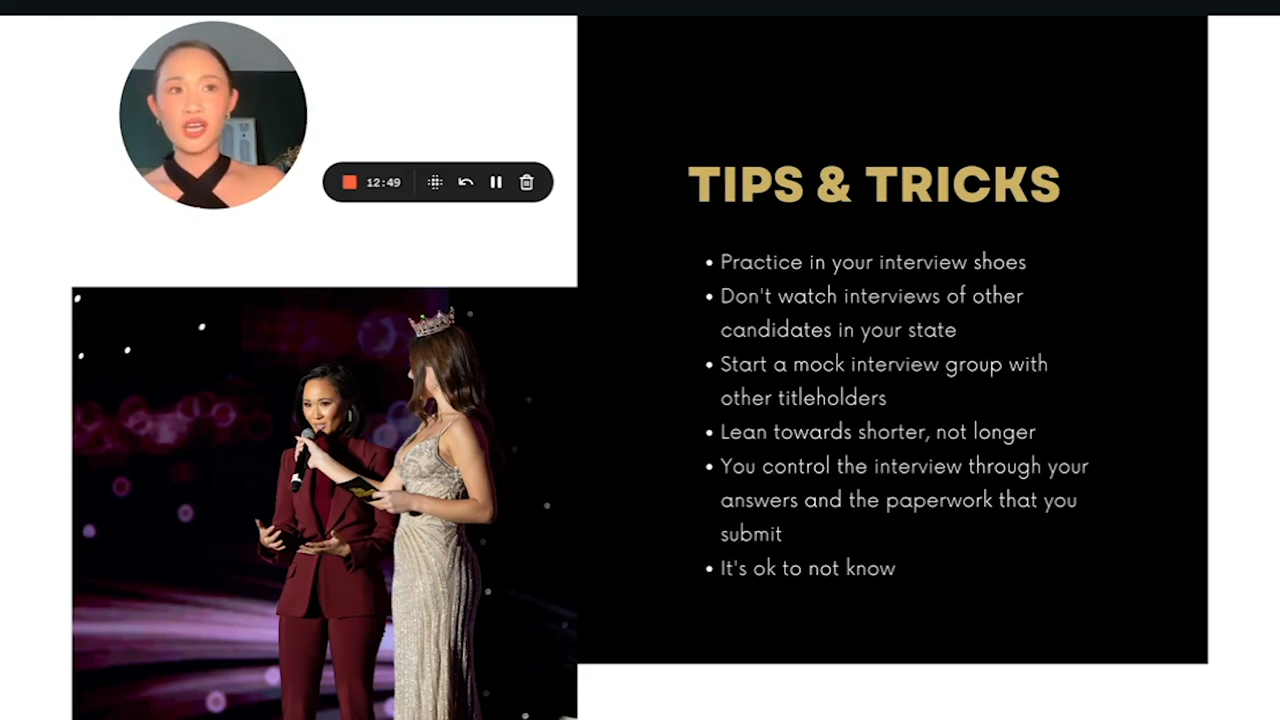 12:49
TIPS & TRICKS
• Practice in your interview shoes
• Don't watch interviews of other
candidates in your state
• Start a mock interview group with
other titleholders
• Lean towards shorter, not longer
• You control the interview through your
answers and the paperwork that you
submit
• It's ok to not know